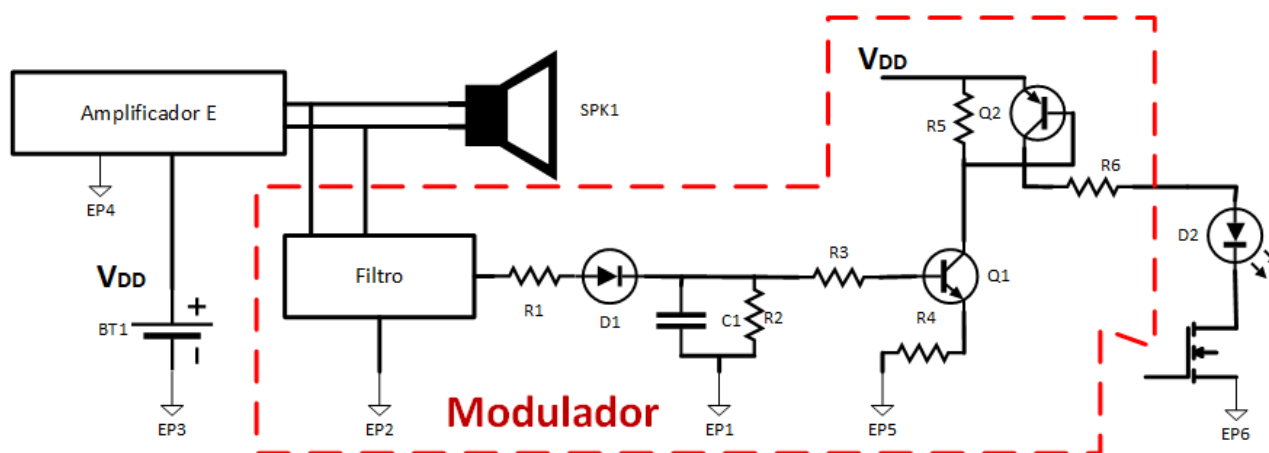 VDD
Amplificador E
SPK1
R5
Q2
R6
EP4
D2
VDD
Filtro
R3
Q1
R1
D1
C1
R2
R4
BT1
+
−
Modulador
EP3
EP2
EP1
EP5
EP6